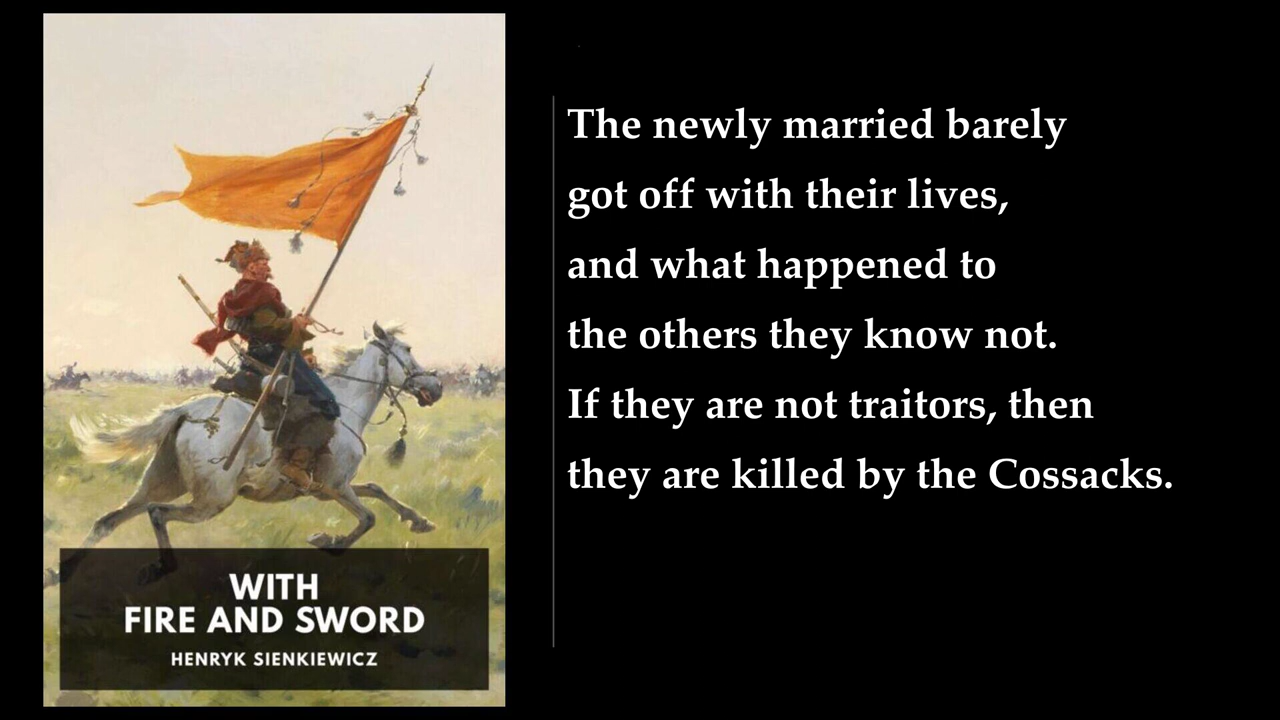 WITH
FIRE AND SWORD
HENRYK SIENKIEWICZ
The newly married barely
got off with their lives,
and what happened to
the others they know not.
If they are not traitors, then
they are killed by the Cossacks.